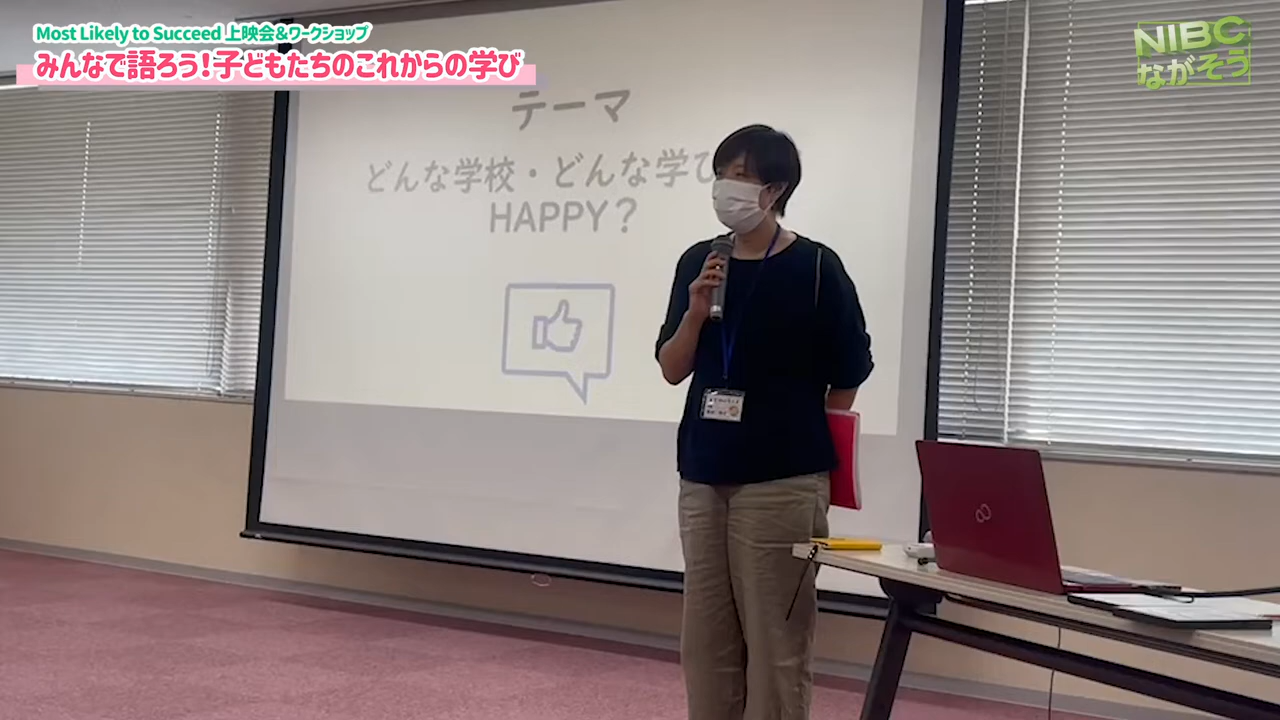 Most Likely to Succeed 上映会&ワークショップ
みんなで語ろう!子どもたちのこれからの学び
NIBC
ながそう
テーマ
どんな学校・どんな学び
HAPPY?